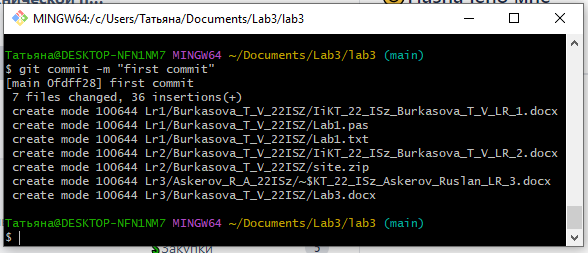 MINGW64:/c/Users/Татьяна/Documents/Lab3/lab3
Татьяна@DESKTOP-NFN1NM7 MINGW64 ~/Documents/Lab3/lab3 (main)
$ git commit -m "first commit"
[main 0fdff28] first commit
 7 files changed, 36 insertions(+)
 create mode 100644 Lr1/Burkasova_T_V_22ISZ/IiKT_22_ISz_Burkasova_T_V_LR_1.docx
 create mode 100644 Lr1/Burkasova_T_V_22ISZ/Lab1.pas
 create mode 100644 Lr1/Burkasova_T_V_22ISZ/Lab1.txt
 create mode 100644 Lr2/Burkasova_T_V_22ISZ/IiKT_22_ISz_Burkasova_T_V_LR_2.docx
 create mode 100644 Lr2/Burkasova_T_V_22ISZ/site.zip
 create mode 100644 Lr3/Askerov_R_A_22ISz/~$KT_22_ISz_Askerov_Ruslan_LR_3.docx
 create mode 100644 Lr3/Burkasova_T_V_22ISZ/Lab3.docx
Татьяна@DESKTOP-NFN1NM7 MINGW64 ~/Documents/Lab3/lab3 (main)
$
Закупки